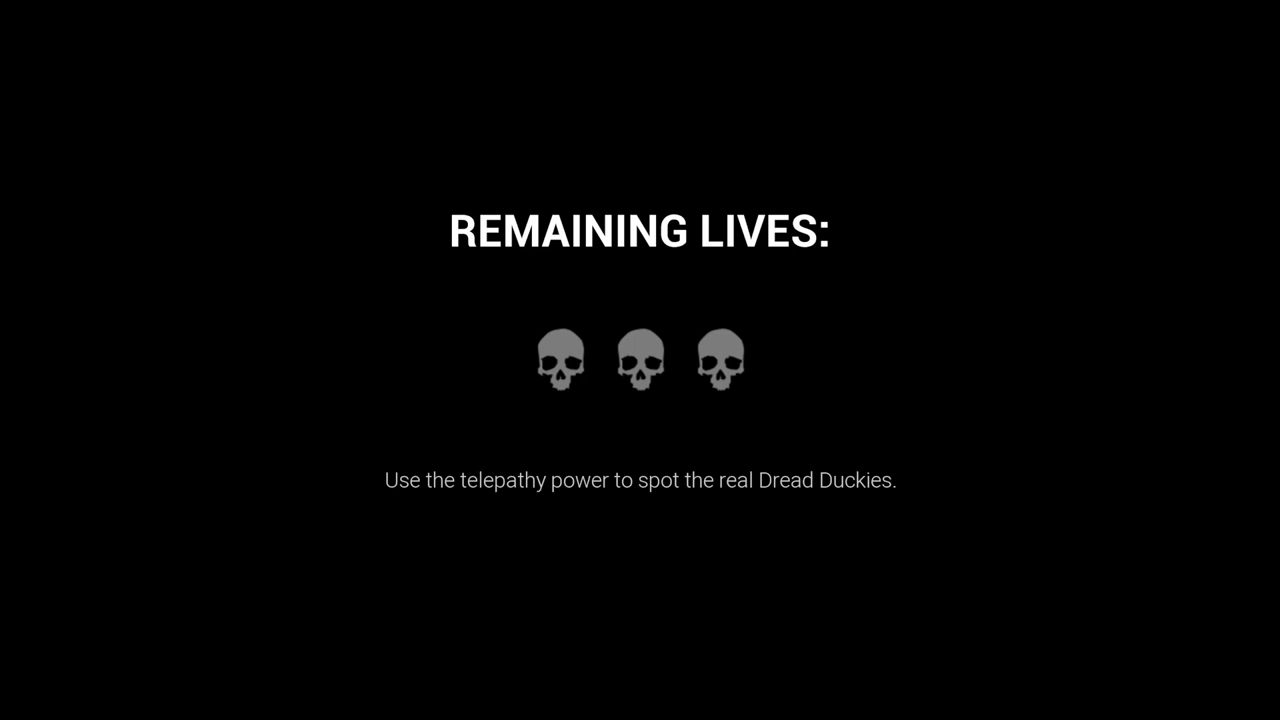 REMAINING LIVES:
Use the telepathy power to spot the real Dread Duckies.